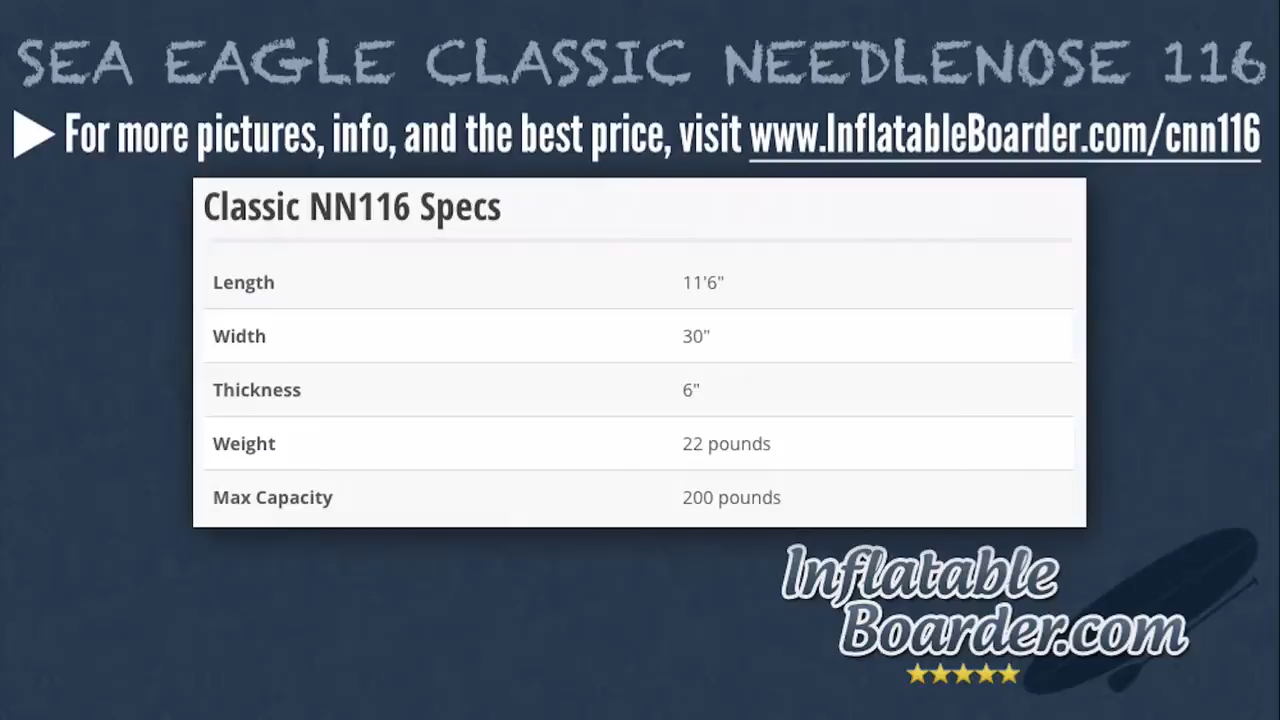 SEA EAGLE CLASSIC NEEDLENOSE 116
For more pictures, info, and the best price, visit www.InflatableBoarder.com/cnn116
Classic NN116 Specs
Length 11'6"
Width 30"
Thickness 6"
Weight 22 pounds
Max Capacity 200 pounds
Inflatable
Boarder.com